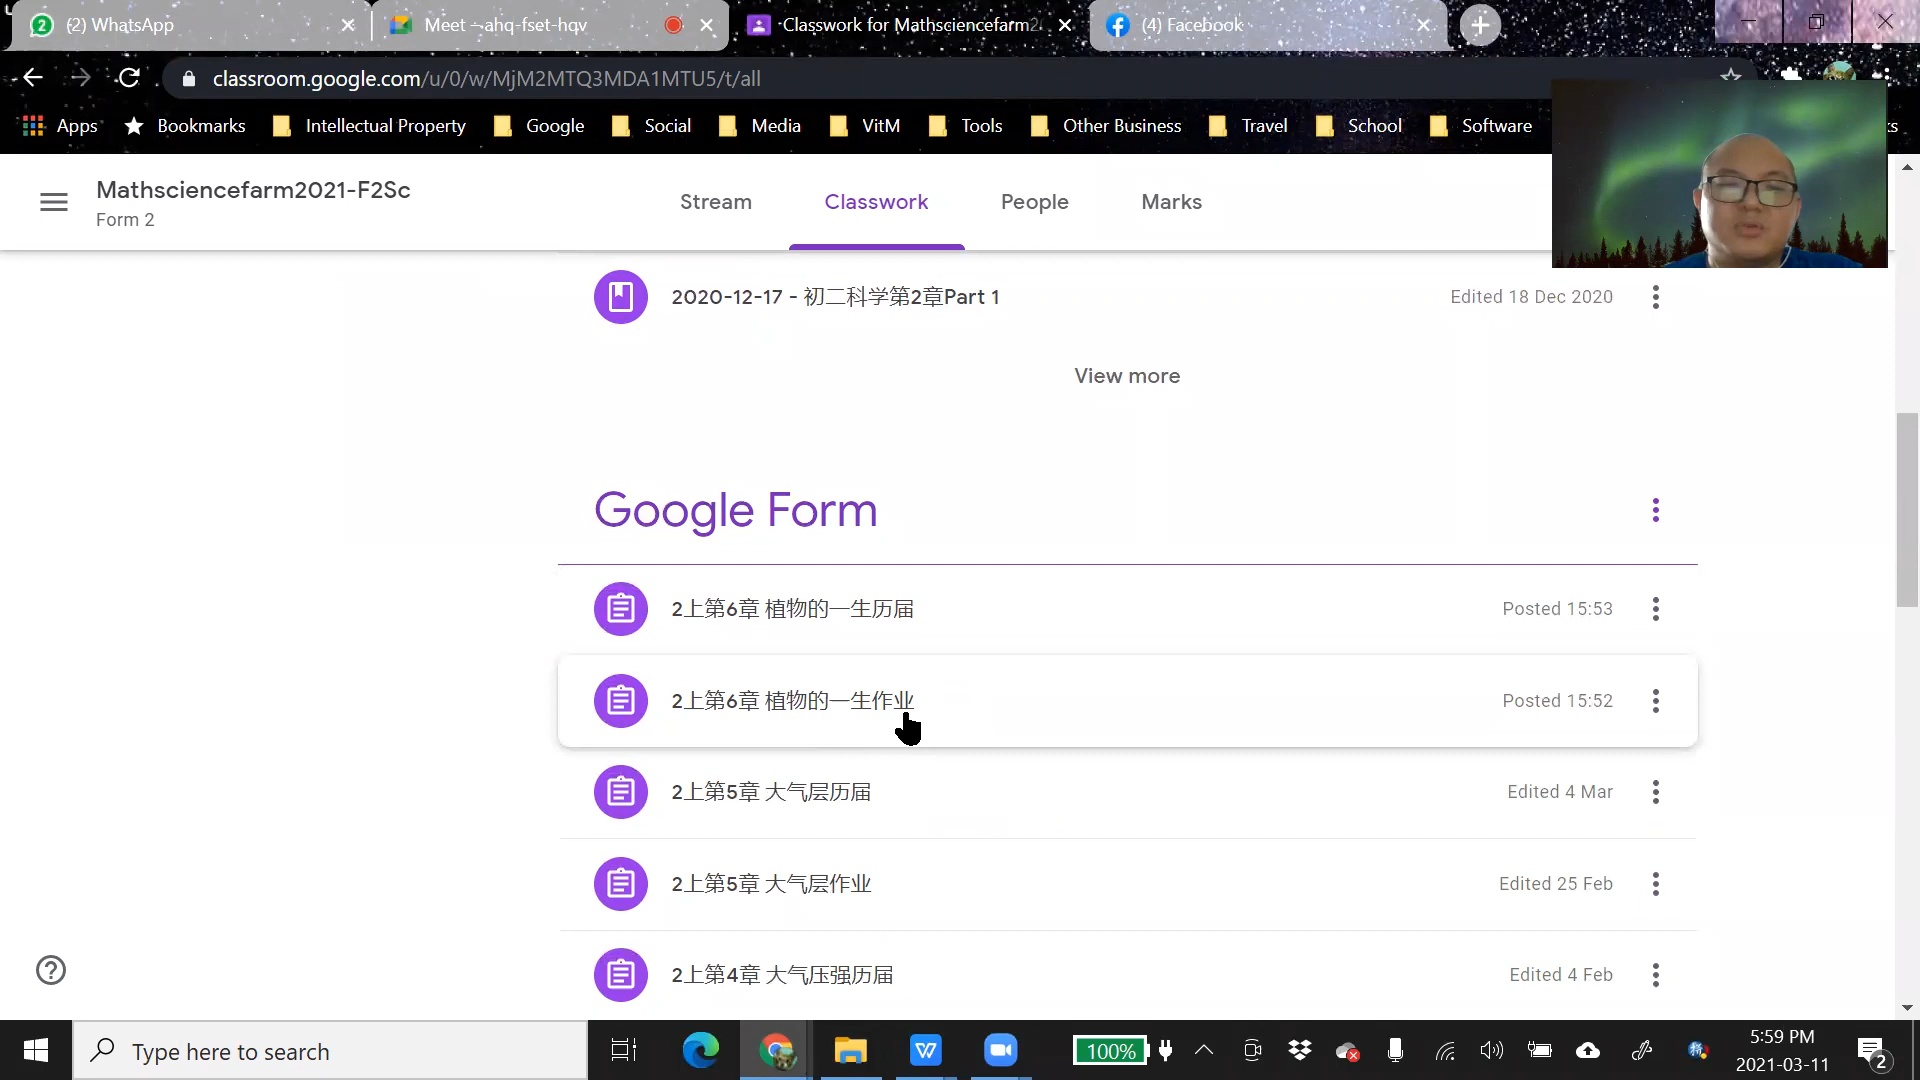 (2) WhatsApp
Meet - ahq-fset-hqv
Classwork for Mathsciencefarm2
(4) Facebook
classroom.google.com/u/0/w/MjM2MTQ3MDA1MTU5/t/all
Apps
Bookmarks
Intellectual Property
Google
Social
Media
VitM
Tools
Other Business
Travel
School
Software
Mathsciencefarm2021-F2Sc
Form 2
Stream
Classwork
People
Marks
2020-12-17 - 初二科学第2章Part 1
Edited 18 Dec 2020
View more
Google Form
2上第6章 植物的一生历届
Posted 15:53
2上第6章 植物的一生作业
Posted 15:52
2上第5章 大气层历届
Edited 4 Mar
2上第5章 大气层作业
Edited 25 Feb
2上第4章 大气压强历届
Edited 4 Feb
Type here to search
100%
5:59 PM
2021-03-11
2